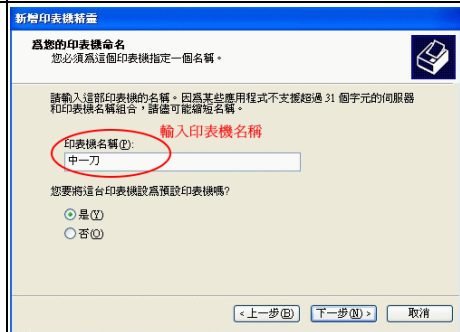 新增印表機精靈
為您的印表機命名
您必須為這個印表機指定一個名稱。
請輸入這部印表機的名稱。因為某些應用程式不支援超過 31 個字元的伺服器
和印表機名稱組合，請儘可能縮短名稱。
輸入印表機名稱
印表機名稱(P):
中一刀
您要將這台印表機設為預設印表機嗎?
是(Y)
否(O)
<上一步(B)
下一步(N)>
取消